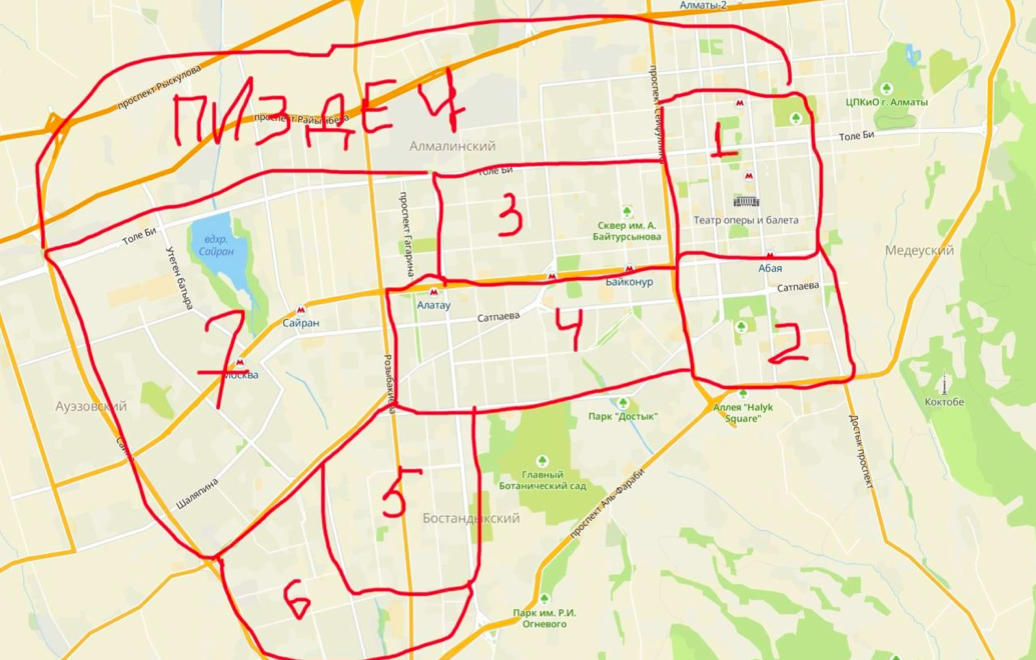 Алматы-2
проспект Рыскулова
ПИЗДЕЧ
проспект Райымбека
проспект Сейфуллина
ЦПКиО г. Алматы
Алмалинский
1
Толе Би
Толе Би
3
Театр оперы и балета
Сквер им. А.
Байтурсынова
проспект Гагарина
Толе Би
вдхр.
Сайран
Утеген батыра
Медеуский
Абая
Байконур
Сатпаева
Алатау
Сатпаева
4
Сайран
7
2
Москва
Розыбакиева
Ауэзовский
Коктобе
Парк "Достык"
Аллея "Halyk
Square"
Достык проспект
Саина
Главный
Ботанический сад
Шаляпина
5
Бостандыкский
проспект Аль-Фараби
6
Парк им. Р.И.
Огневого